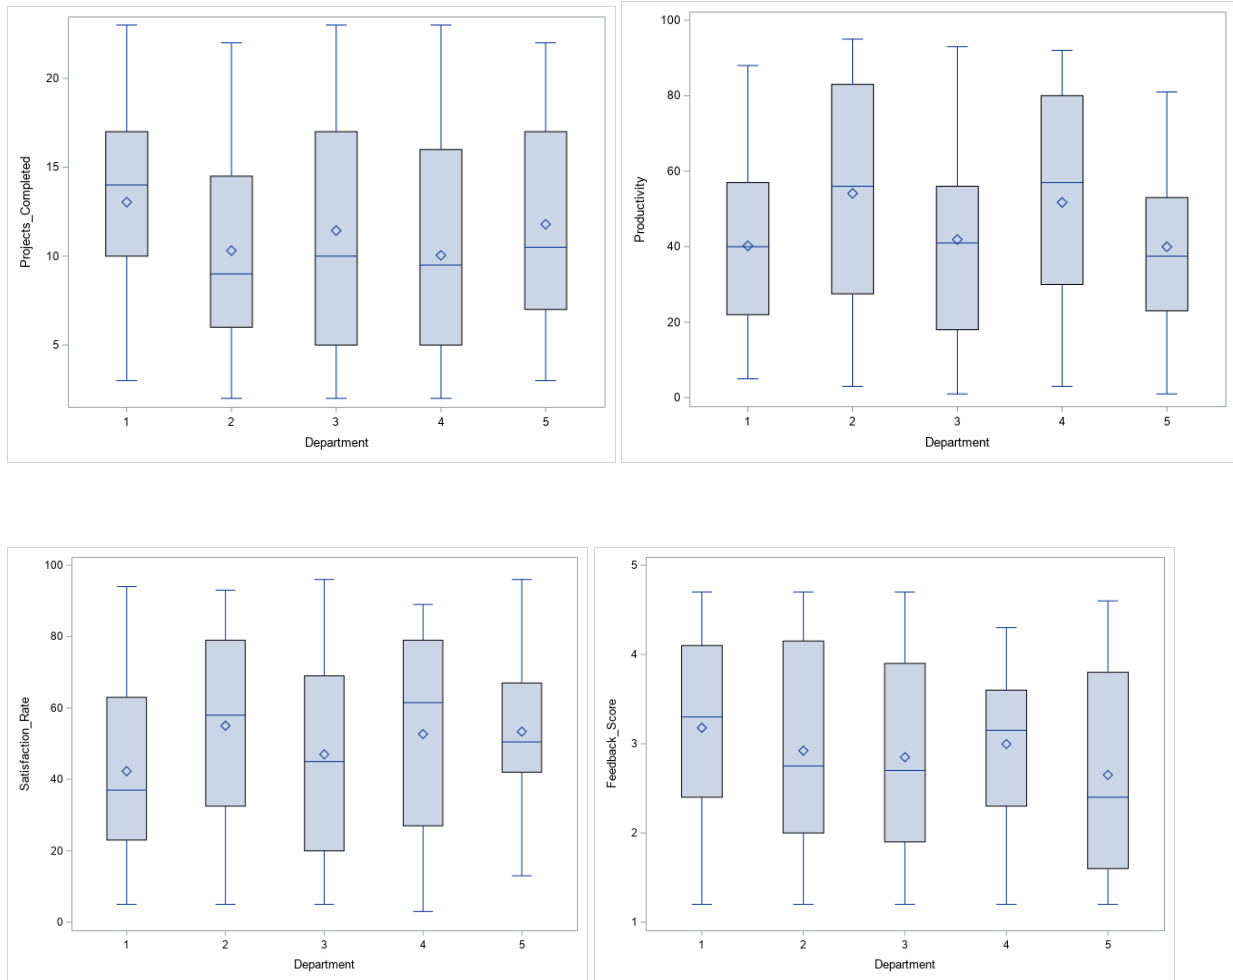 Projects_Completed
20
15
10
5
1 2 3 4 5
Department
Productivity
100
80
60
40
20
0
1 2 3 4 5
Department
Satisfaction_Rate
100
80
60
40
20
0
1 2 3 4 5
Department
Feedback_Score
5
4
3
2
1
1 2 3 4 5
Department